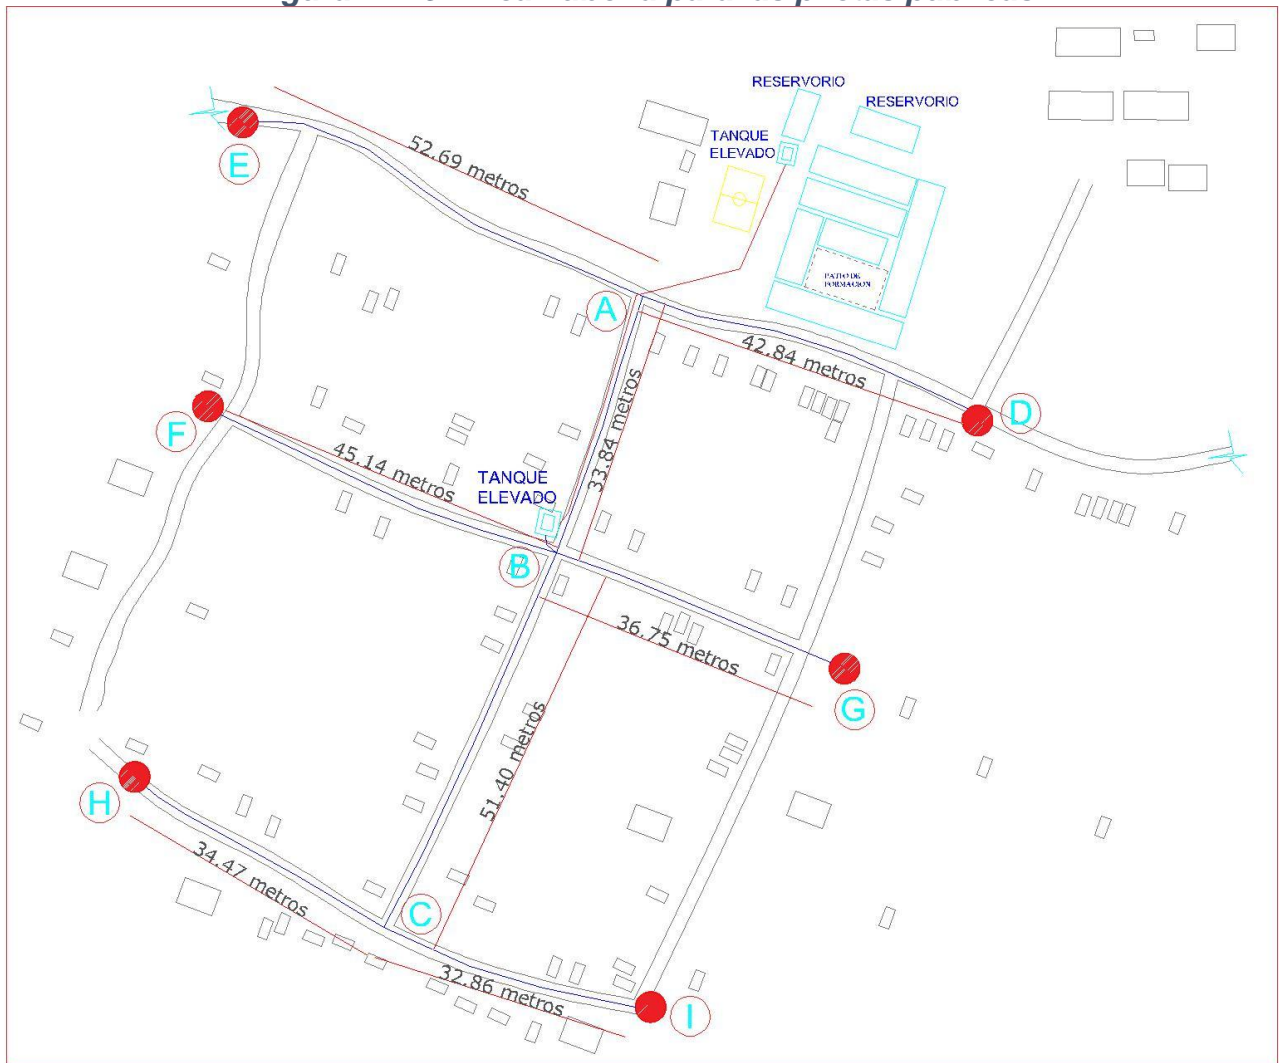 RESERVORIO
RESERVORIO
TANQUE
ELEVADO
E
52.69 metros
PATIO DE
FORMACION
A
42.84 metros
D
33.84 metros
F
45.14 metros
TANQUE
ELEVADO
B
36.75 metros
G
51.40 metros
H
34.47 metros
C
32.86 metros
I